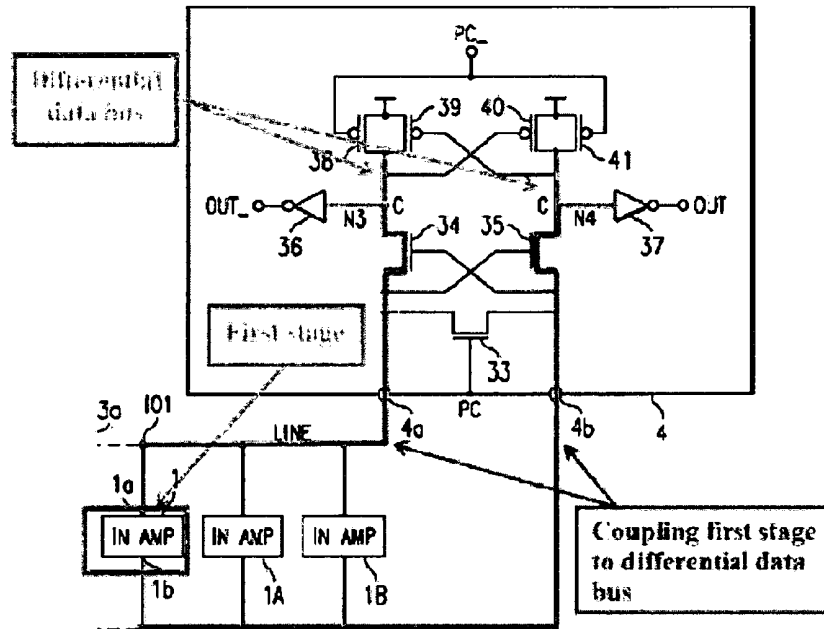 PC_
Differential
data bus
39
40
38
41
OUT_
36
N3
C
34
35
C
N4
37
OUT
First stage
33
3a
101
LINE
4a
PC
4b
4
1a
1
IN AMP
IN AMP
IN AMP
1b
1A
1B
Coupling first stage
to differential data
bus